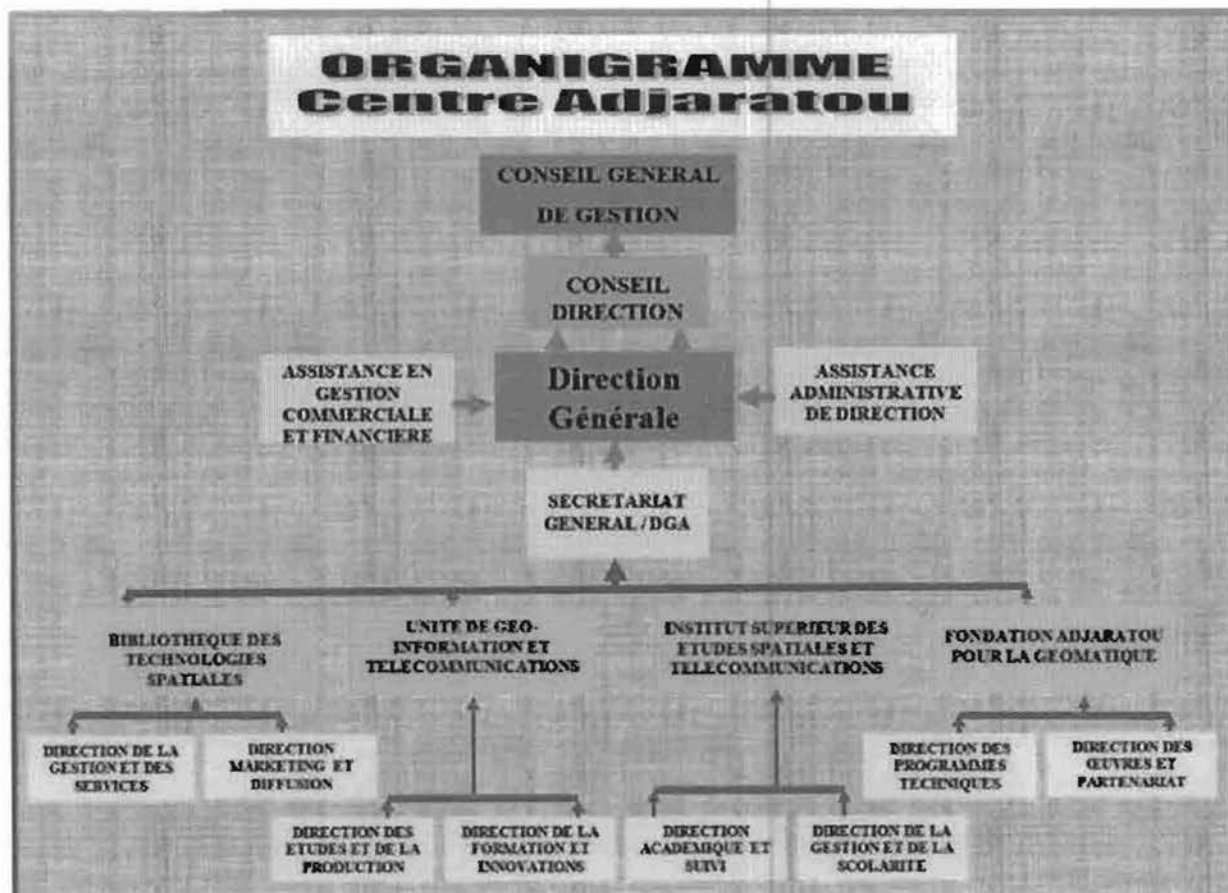 ORGANIGRAMME
Centre Adjaratou
CONSEIL GENERAL
DE GESTION
CONSEIL
DIRECTION
ASSISTANCE EN
GESTION
COMMERCIALE
ET FINANCIERE
Direction
Générale
ASSISTANCE
ADMINISTRATIVE
DE DIRECTION
SECRETARIAT
GENERAL / DGA
BIBLIOTHEQUE DES
TECHNOLOGIES
SPATIALES
UNITE DE GEO-
INFORMATION ET
TELECOMMUNICATIONS
INSTITUT SUPERIEUR DES
ETUDES SPATIALES ET
TELECOMMUNICATIONS
FONDATION ADJARATOU
POUR LA GEOMATIQUE
DIRECTION DE LA
GESTION ET DES
SERVICES
DIRECTION
MARKETING ET
DIFFUSION
DIRECTION DES
PROGRAMMES
TECHNIQUES
DIRECTION DES
ŒUVRES ET
PARTENARIAT
DIRECTION DES
ETUDES ET DE LA
PRODUCTION
DIRECTION DE LA
FORMATION ET
INNOVATIONS
DIRECTION
ACADEMIQUE ET
SUIVI
DIRECTION DE LA
GESTION ET DE LA
SCOLARITE